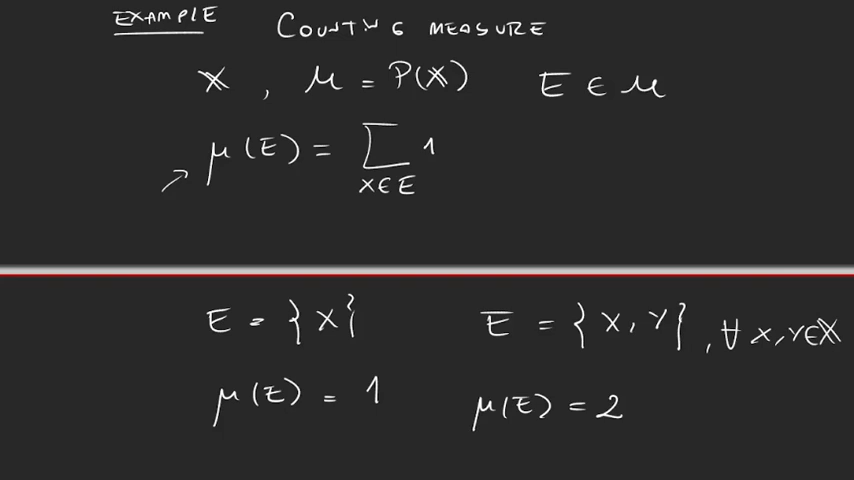 EXAMPLE COUNTING MEASURE
𝕏 , M = P(𝕏) E ∈ M
μ(E) = ∑ 1
x∈E
E = {x} E = {x, y} , ∀ x, y ∈ 𝕏
μ(E) = 1 μ(E) = 2